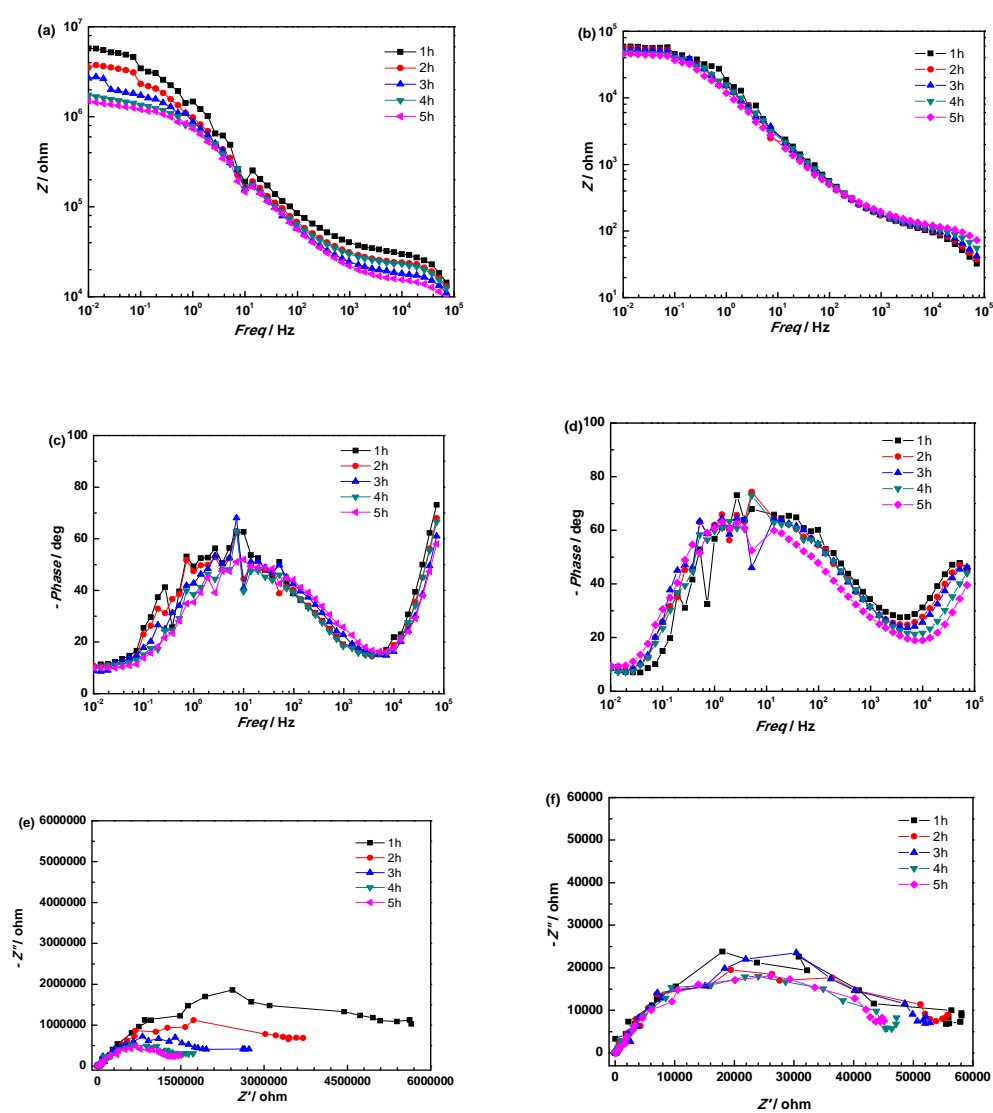 (a)
10^7
10^6
10^5
10^4
Z / ohm
1h
2h
3h
4h
5h
10^-2 10^-1 10^0 10^1 10^2 10^3 10^4 10^5
Freq / Hz
(b)
10^5
10^4
10^3
10^2
10^1
Z / ohm
1h
2h
3h
4h
5h
10^-2 10^-1 10^0 10^1 10^2 10^3 10^4 10^5
Freq / Hz
(c)
100
80
60
40
20
0
- Phase / deg
1h
2h
3h
4h
5h
10^-2 10^-1 10^0 10^1 10^2 10^3 10^4 10^5
Freq / Hz
(d)
100
80
60
40
20
0
- Phase / deg
1h
2h
3h
4h
5h
10^-2 10^-1 10^0 10^1 10^2 10^3 10^4 10^5
Freq / Hz
(e)
6000000
5000000
4000000
3000000
2000000
1000000
0
- Z" / ohm
1h
2h
3h
4h
5h
0 1500000 3000000 4500000 6000000
Z' / ohm
(f)
60000
50000
40000
30000
20000
10000
0
- Z" / ohm
1h
2h
3h
4h
5h
0 10000 20000 30000 40000 50000 60000
Z' / ohm